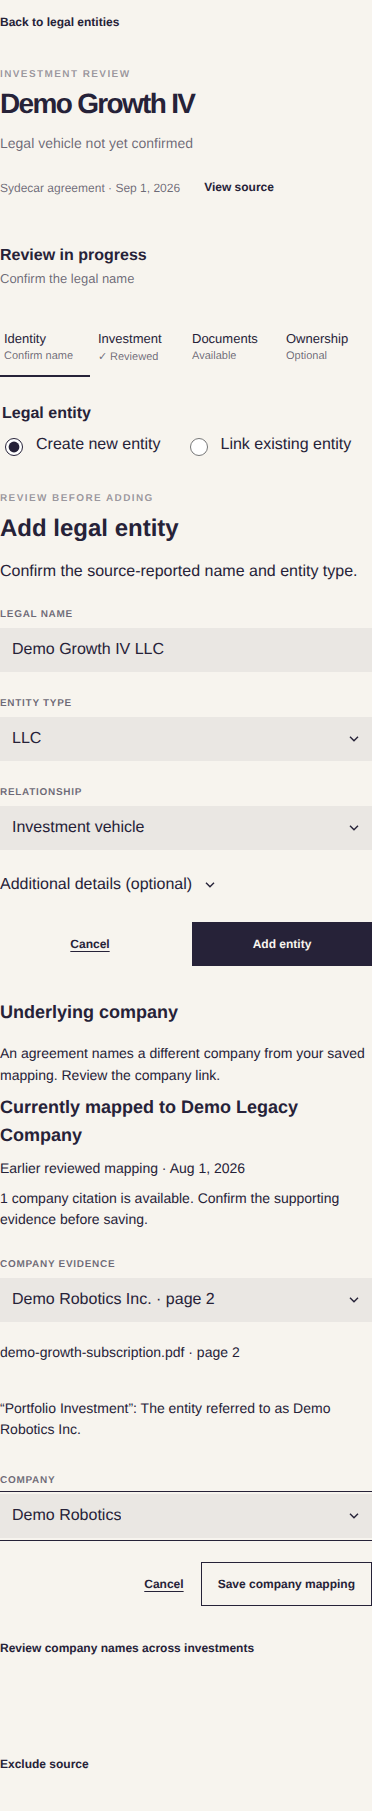 Back to legal entities
INVESTMENT REVIEW
Demo Growth IV
Legal vehicle not yet confirmed
Sydecar agreement · Sep 1, 2026 View source
Review in progress
Confirm the legal name
Identity Investment Documents Ownership
Confirm name ✓ Reviewed Available Optional
Legal entity
Create new entity Link existing entity
REVIEW BEFORE ADDING
Add legal entity
Confirm the source-reported name and entity type.
LEGAL NAME
Demo Growth IV LLC
ENTITY TYPE
LLC
RELATIONSHIP
Investment vehicle
Additional details (optional)
Cancel Add entity
Underlying company
An agreement names a different company from your saved
mapping. Review the company link.
Currently mapped to Demo Legacy
Company
Earlier reviewed mapping · Aug 1, 2026
1 company citation is available. Confirm the supporting
evidence before saving.
COMPANY EVIDENCE
Demo Robotics Inc. · page 2
demo-growth-subscription.pdf · page 2
“Portfolio Investment”: The entity referred to as Demo
Robotics Inc.
COMPANY
Demo Robotics
Cancel Save company mapping
Review company names across investments
Exclude source